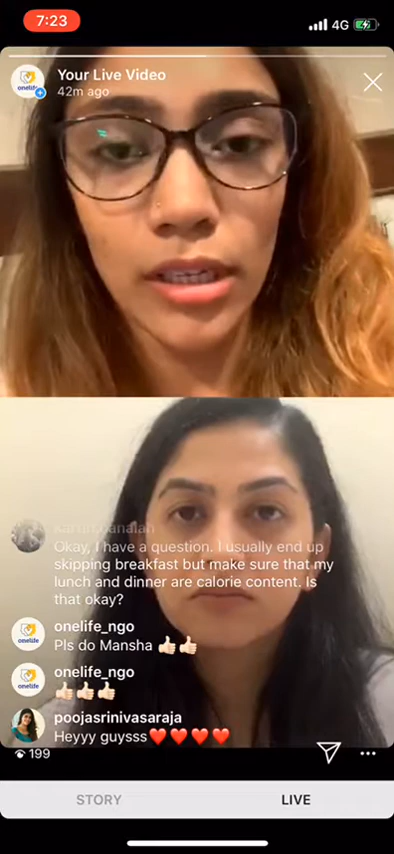 7:23
4G
Your Live Video
42m ago
onelife
Okay, I have a question. I usually end up
skipping breakfast but make sure that my
lunch and dinner are calorie content. Is
that okay?
onelife_ngo
onelife
Pls do Mansha 👍🏻👍🏻
onelife_ngo
onelife
👍🏻👍🏻👍🏻
poojasrinivasaraja
Heyyy guysss❤️❤️❤️❤️
199
STORY
LIVE